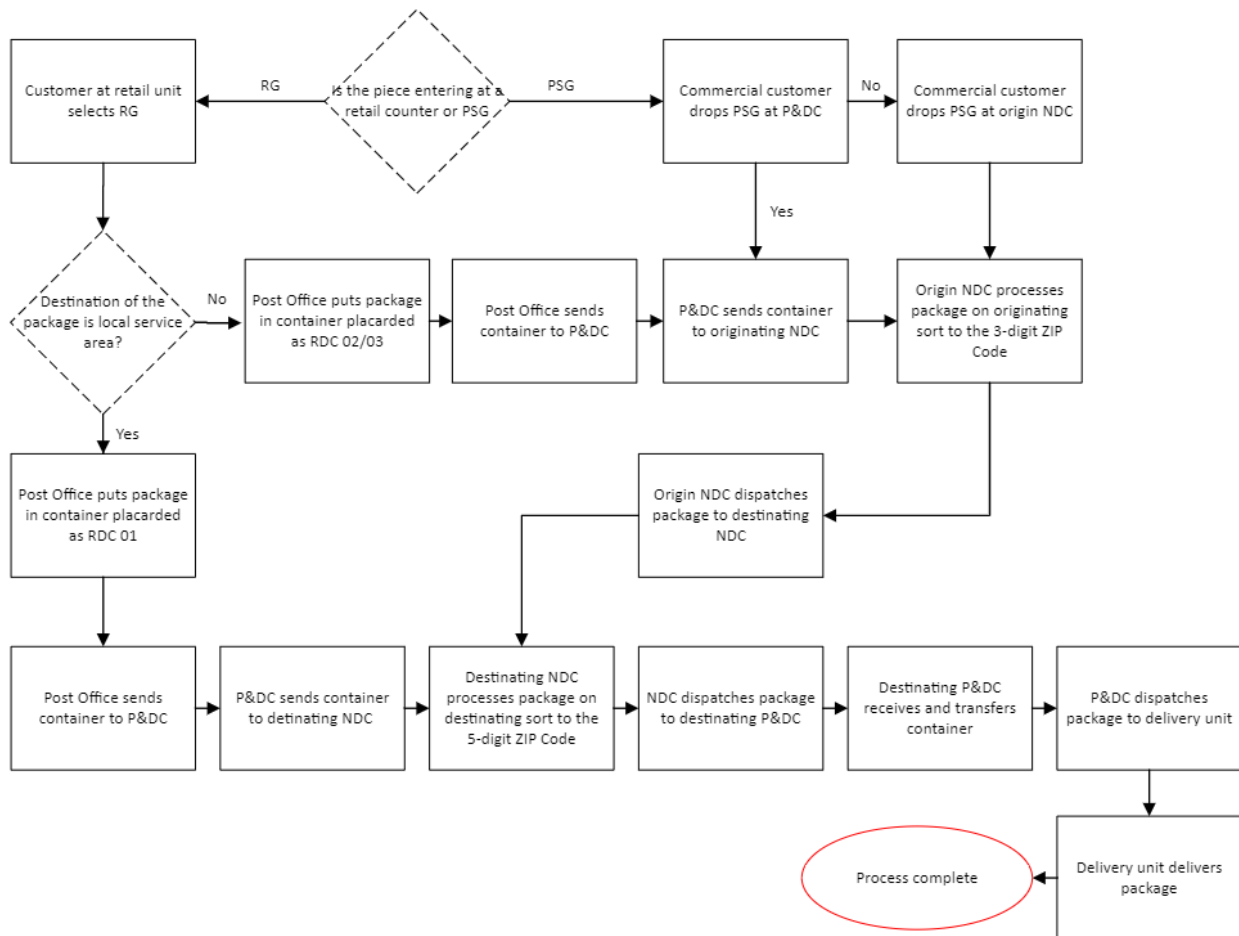 Customer at retail unit
selects RG
RG
Is the piece entering at a
retail counter or PSG
PSG
Commercial customer
drops PSG at P&DC
No
Commercial customer
drops PSG at origin NDC
Yes
Destination of the
package is local service
area?
No
Post Office puts package
in container placarded
as RDC 02/03
Post Office sends
container to P&DC
P&DC sends container
to originating NDC
Origin NDC processes
package on originating
sort to the 3-digit ZIP
Code
Yes
Post Office puts package
in container placarded
as RDC 01
Origin NDC dispatches
package to destinating
NDC
Post Office sends
container to P&DC
P&DC sends container
to detinating NDC
Destinating NDC
processes package on
destinating sort to the
5-digit ZIP Code
NDC dispatches package
to destinating P&DC
Destinating P&DC
receives and transfers
container
P&DC dispatches
package to delivery unit
Process complete
Delivery unit delivers
package